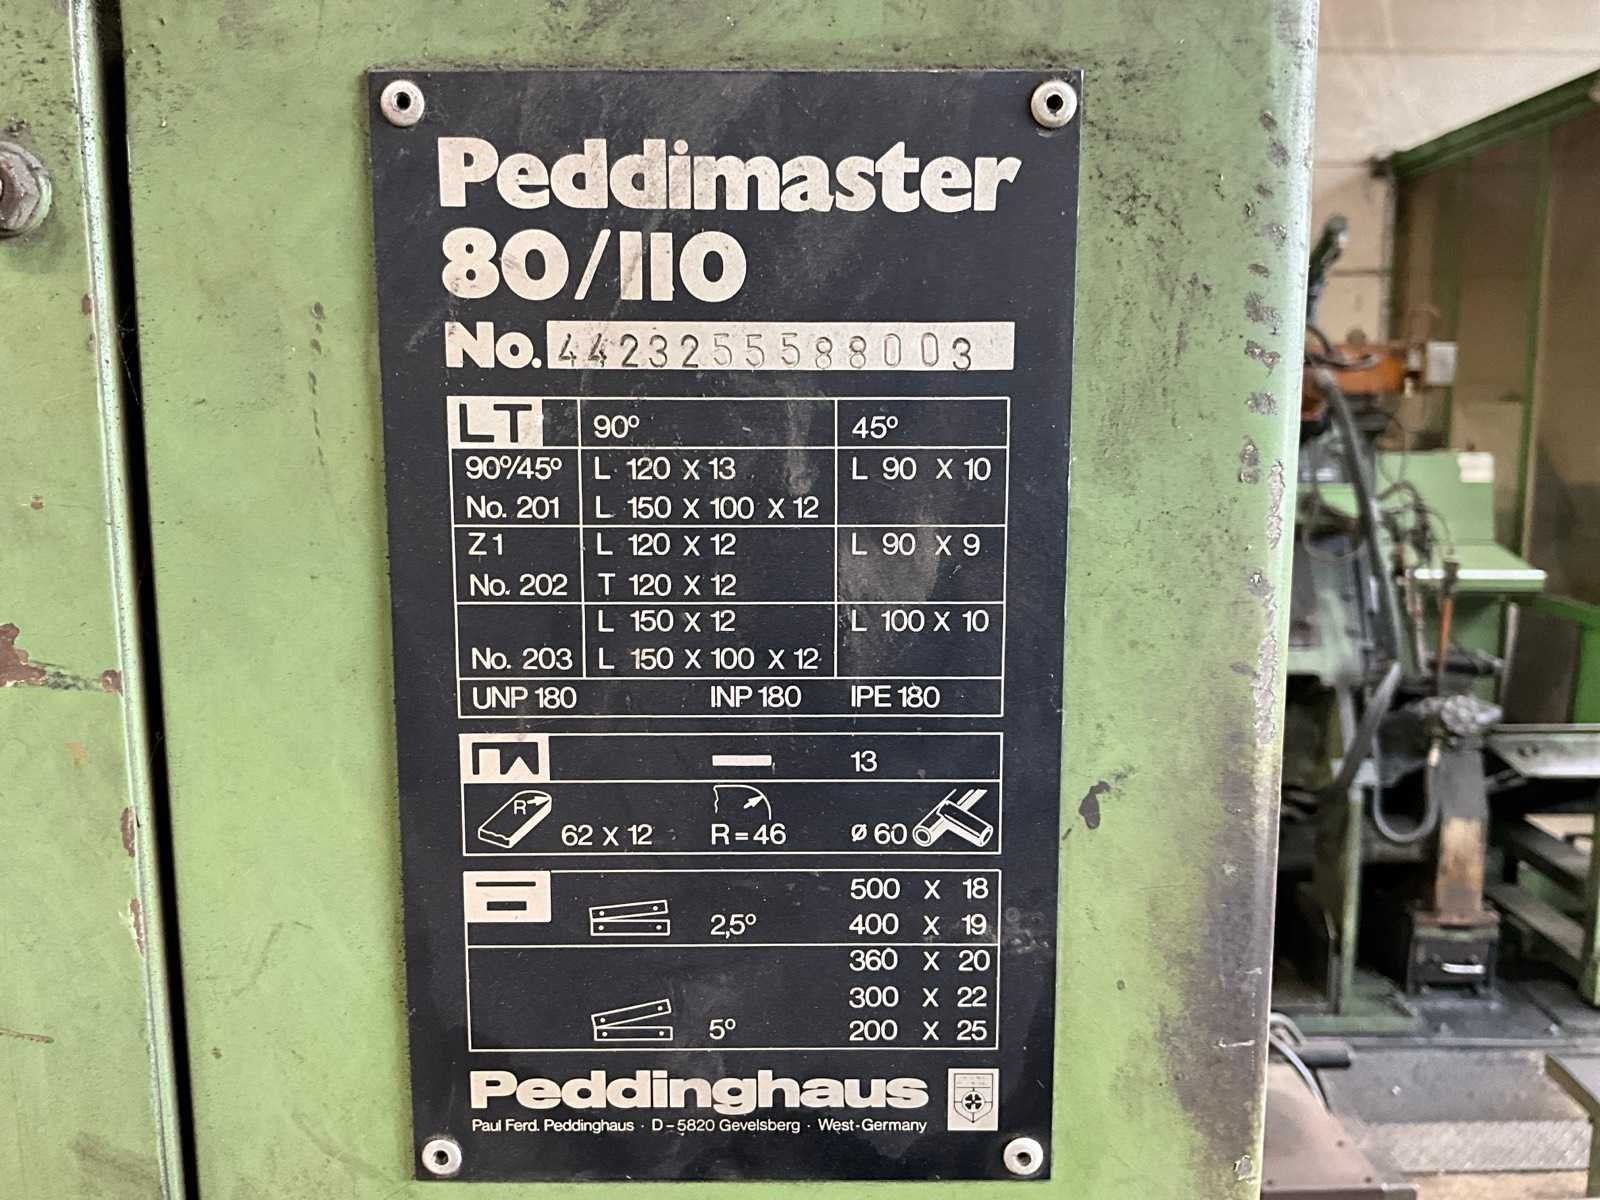 Peddimaster
80/110
No. 4423255588003
LT 90° 45°
90°/45° L 120 X 13 L 90 X 10
No. 201 L 150 X 100 X 12
Z1 L 120 X 12 L 90 X 9
No. 202 T 120 X 12
L 150 X 12 L 100 X 10
No. 203 L 150 X 100 X 12
UNP 180 INP 180 IPE 180
13
R 62 X 12 R = 46 ø 60
500 X 18
2,5° 400 X 19
360 X 20
300 X 22
5° 200 X 25
Peddinghaus
Paul Ferd. Peddinghaus · D-5820 Gevelsberg · West-Germany